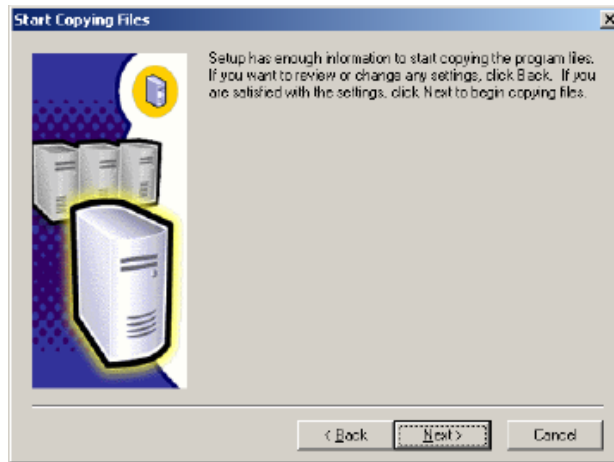 Start Copying Files
Setup has enough information to start copying the program files.
If you want to review or change any settings, click Back. If you
are satisfied with the settings, click Next to begin copying files.
< Back
Next >
Cancel